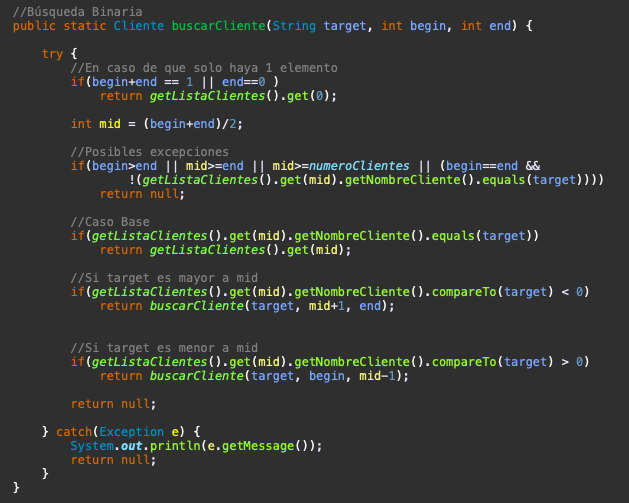 //Búsqueda Binaria
public static Cliente buscarCliente(String target, int begin, int end) {
try {
//En caso de que solo haya 1 elemento
if(begin+end == 1 || end==0 )
return getListaClientes().get(0);
int mid = (begin+end)/2;
//Posibles excepciones
if(begin>end || mid>=end || mid>=numeroClientes || (begin==end &&
!(getListaClientes().get(mid).getNombreCliente().equals(target))))
return null;
//Caso Base
if(getListaClientes().get(mid).getNombreCliente().equals(target))
return getListaClientes().get(mid);
//Si target es mayor a mid
if(getListaClientes().get(mid).getNombreCliente().compareTo(target) < 0)
return buscarCliente(target, mid+1, end);
//Si target es menor a mid
if(getListaClientes().get(mid).getNombreCliente().compareTo(target) > 0)
return buscarCliente(target, begin, mid-1);
return null;
} catch(Exception e) {
System.out.println(e.getMessage());
return null;
}
}